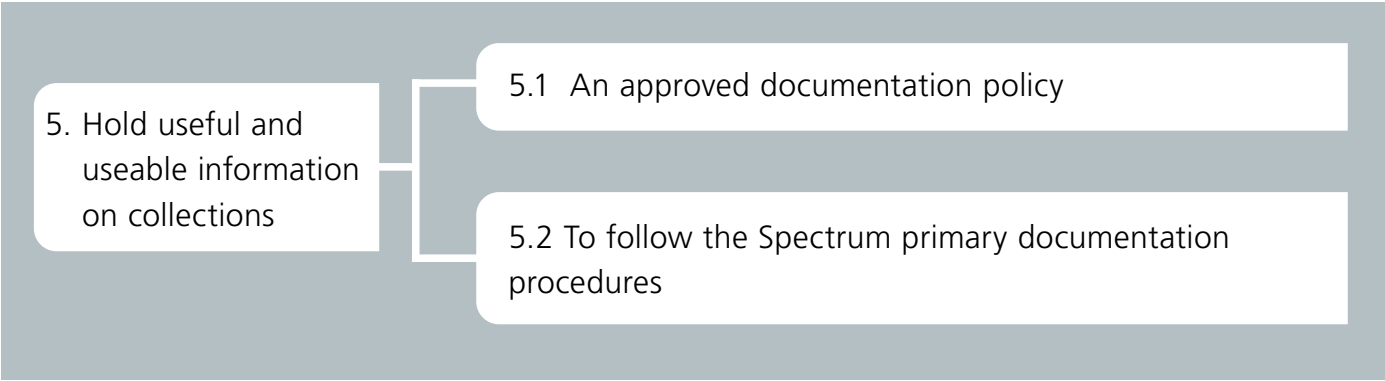 5. Hold useful and
useable information
on collections
5.1 An approved documentation policy
5.2 To follow the Spectrum primary documentation
procedures